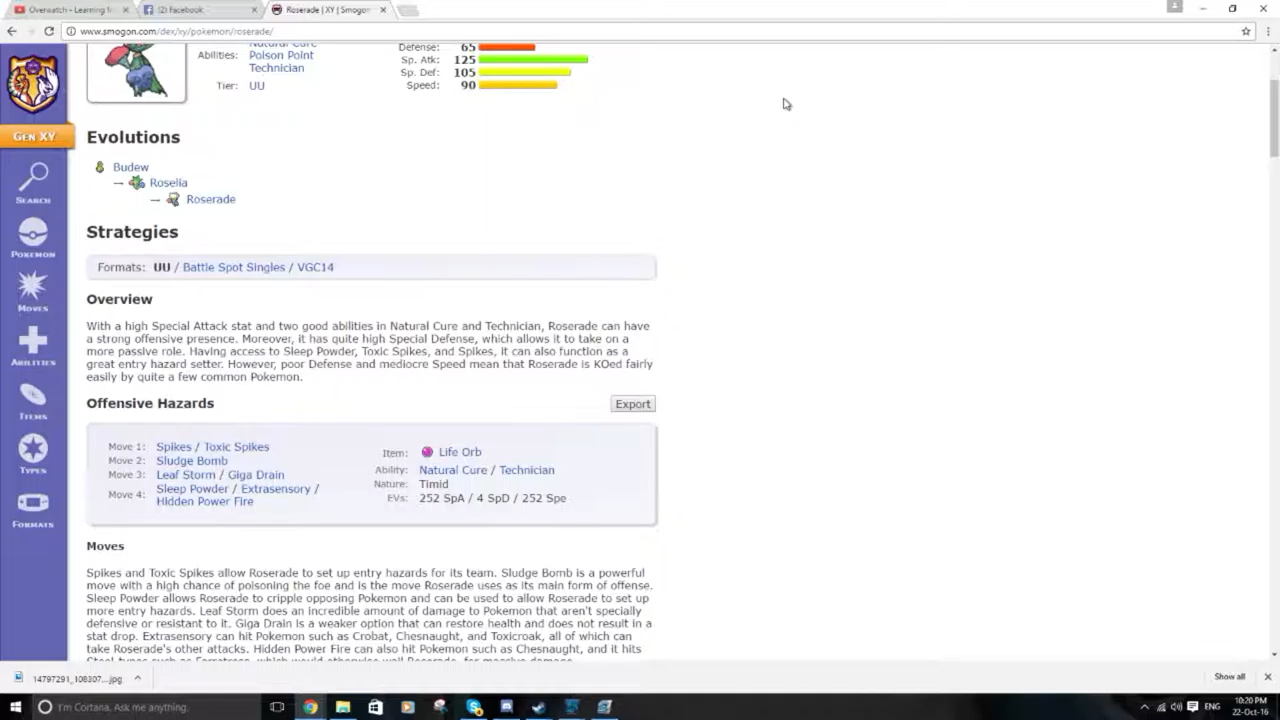 Overwatch - Learning
(2) Facebook
Roserade | XY | Smogon
www.smogon.com/dex/xy/pokemon/roserade/
Natural Cure
Abilities: Poison Point
Technician
Tier: UU
Defense: 65
Sp. Atk: 125
Sp. Def: 105
Speed: 90
GEN XY
SEARCH
POKEMON
MOVES
ABILITIES
ITEMS
TYPES
FORMATS
Evolutions
Budew
→ Roselia
→ Roserade
Strategies
Formats: UU / Battle Spot Singles / VGC14
Overview
With a high Special Attack stat and two good abilities in Natural Cure and Technician, Roserade can have
a strong offensive presence. Moreover, it has quite high Special Defense, which allows it to take on a
more passive role. Having access to Sleep Powder, Toxic Spikes, and Spikes, it can also function as a
great entry hazard setter. However, poor Defense and mediocre Speed mean that Roserade is KOed fairly
easily by quite a few common Pokemon.
Offensive Hazards
Export
Move 1: Spikes / Toxic Spikes
Move 2: Sludge Bomb
Move 3: Leaf Storm / Giga Drain
Move 4: Sleep Powder / Extrasensory /
Hidden Power Fire
Item: Life Orb
Ability: Natural Cure / Technician
Nature: Timid
EVs: 252 SpA / 4 SpD / 252 Spe
Moves
Spikes and Toxic Spikes allow Roserade to set up entry hazards for its team. Sludge Bomb is a powerful
move with a high chance of poisoning the foe and is the move Roserade uses as its main form of offense.
Sleep Powder allows Roserade to cripple opposing Pokemon and can be used to allow Roserade to set up
more entry hazards. Leaf Storm does an incredible amount of damage to Pokemon that aren't specially
defensive or resistant to it. Giga Drain is a weaker option that can restore health and does not result in a
stat drop. Extrasensory can hit Pokemon such as Crobat, Chesnaught, and Toxicroak, all of which can
take Roserade's other attacks. Hidden Power Fire can also hit Pokemon such as Chesnaught, and it hits
Steel-types such as Forretress, which would otherwise wall Roserade, for massive damage.
14797291_108307....jpg
Show all
I'm Cortana. Ask me anything.
ENG
10:20 PM
22-Oct-16